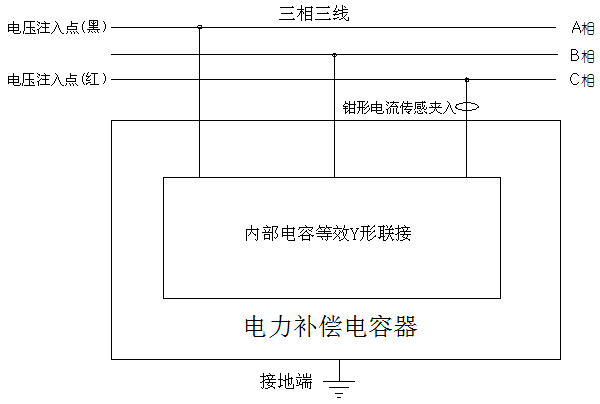 三相三线
电压注入点(黑)
A相
B相
电压注入点(红)
C相
钳形电流传感夹入
内部电容等效Y形联接
电力补偿电容器
接地端